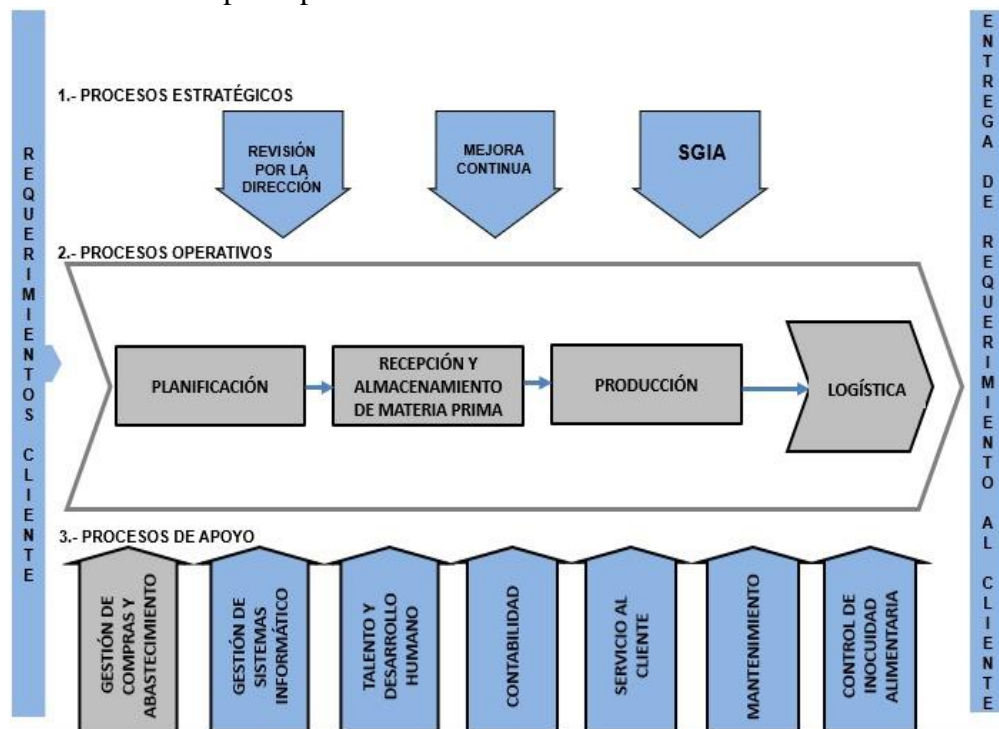 REQUERIMIENTOS CLIENTE
1.- PROCESOS ESTRATÉGICOS
REVISIÓN
POR LA
DIRECCIÓN
MEJORA
CONTINUA
SGIA
2.- PROCESOS OPERATIVOS
PLANIFICACIÓN
RECEPCIÓN Y
ALMACENAMIENTO
DE MATERIA PRIMA
PRODUCCIÓN
LOGÍSTICA
3.- PROCESOS DE APOYO
GESTIÓN DE
COMPRAS Y
ABASTECIMIENTO
GESTIÓN DE
SISTEMAS
INFORMÁTICO
TALENTO Y
DESARROLLO
HUMANO
CONTABILIDAD
SERVICIO AL
CLIENTE
MANTENIMIENTO
CONTROL DE
INOCUIDAD
ALIMENTARIA
ENTREGA DE REQUERIMIENTO AL CLIENTE